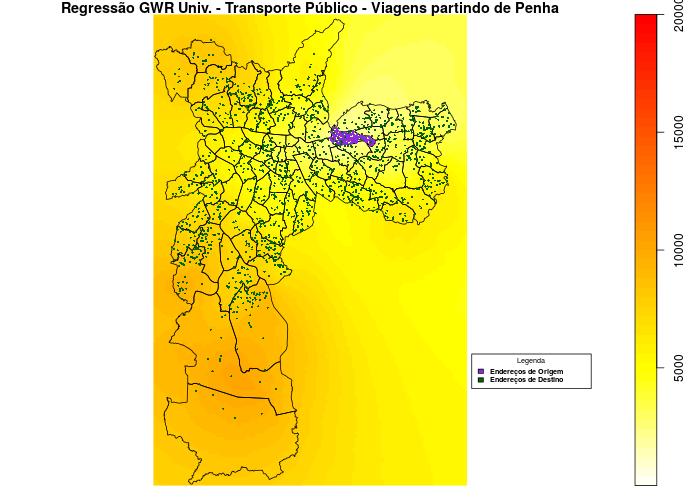 Regressão GWR Univ. - Transporte Público - Viagens partindo de Penha
20000
15000
10000
5000
Legenda
Endereços de Origem
Endereços de Destino